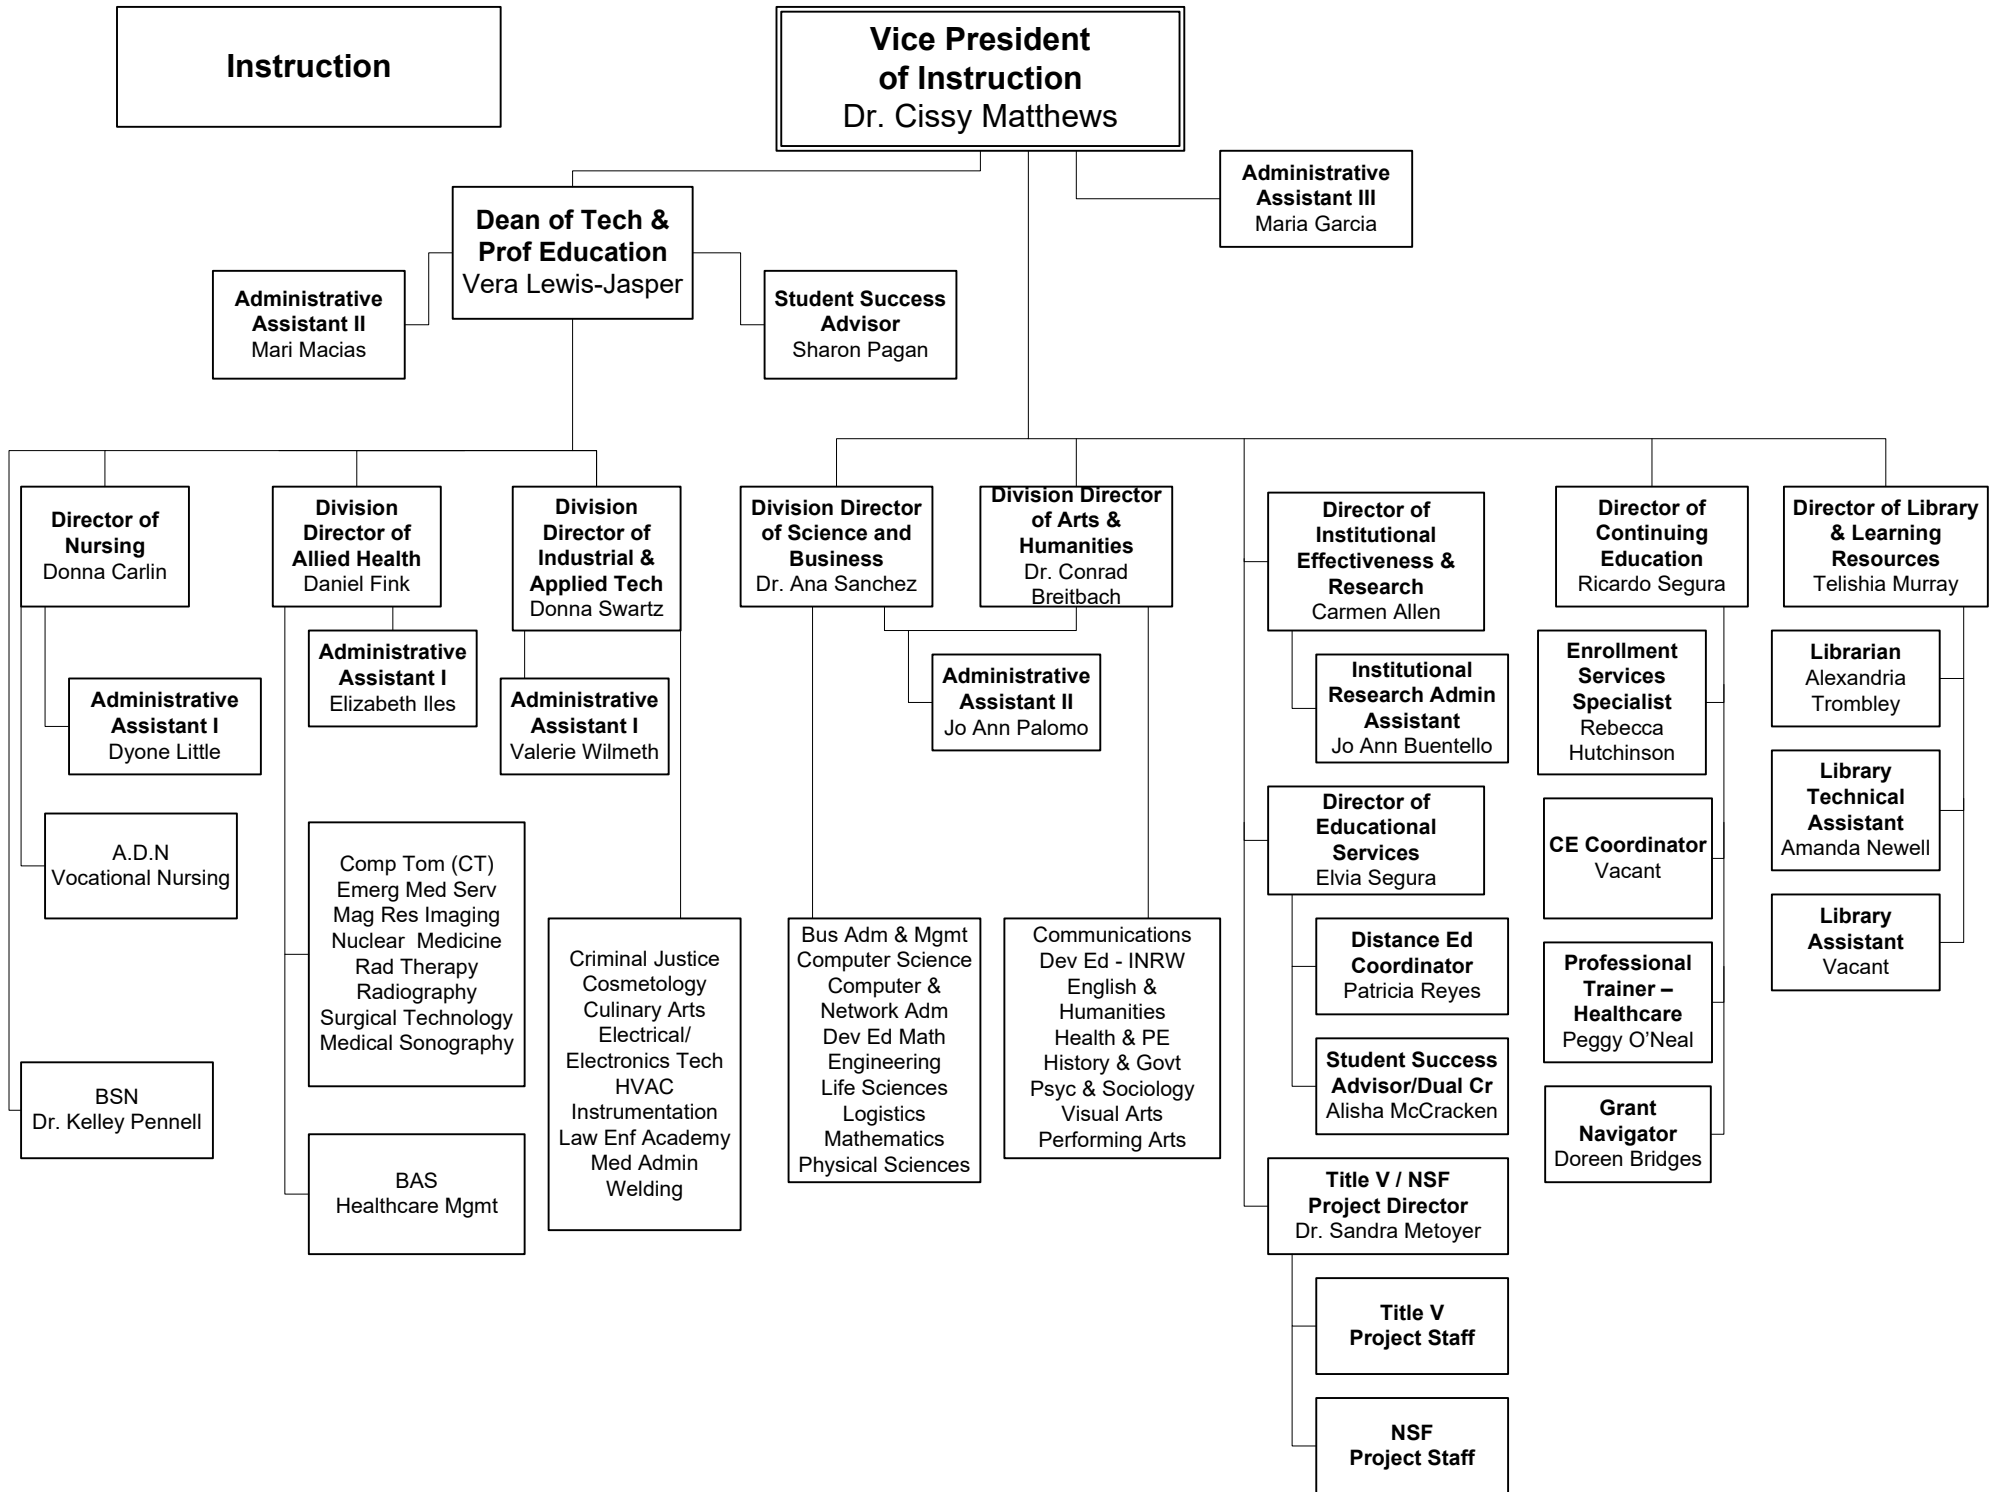 Instruction
Vice President
of Instruction
Dr. Cissy Matthews
Administrative
Assistant III
Maria Garcia
Dean of Tech &
Prof Education
Vera Lewis-Jasper
Administrative
Assistant II
Mari Macias
Student Success
Advisor
Sharon Pagan
Director of
Nursing
Donna Carlin
Administrative
Assistant I
Dyone Little
A.D.N
Vocational Nursing
BSN
Dr. Kelley Pennell
Division
Director of
Allied Health
Daniel Fink
Administrative
Assistant I
Elizabeth Iles
Comp Tom (CT)
Emerg Med Serv
Mag Res Imaging
Nuclear Medicine
Rad Therapy
Radiography
Surgical Technology
Medical Sonography
BAS
Healthcare Mgmt
Division
Director of
Industrial &
Applied Tech
Donna Swartz
Administrative
Assistant I
Valerie Wilmeth
Criminal Justice
Cosmetology
Culinary Arts
Electrical/
Electronics Tech
HVAC
Instrumentation
Law Enf Academy
Med Admin
Welding
Division Director
of Science and
Business
Dr. Ana Sanchez
Division Director
of Arts &
Humanities
Dr. Conrad
Breitbach
Administrative
Assistant II
Jo Ann Palomo
Bus Adm & Mgmt
Computer Science
Computer &
Network Adm
Dev Ed Math
Engineering
Life Sciences
Logistics
Mathematics
Physical Sciences
Communications
Dev Ed - INRW
English &
Humanities
Health & PE
History & Govt
Psyc & Sociology
Visual Arts
Performing Arts
Director of
Institutional
Effectiveness &
Research
Carmen Allen
Institutional
Research Admin
Assistant
Jo Ann Buentello
Director of
Educational
Services
Elvia Segura
Distance Ed
Coordinator
Patricia Reyes
Student Success
Advisor/Dual Cr
Alisha McCracken
Title V / NSF
Project Director
Dr. Sandra Metoyer
Title V
Project Staff
NSF
Project Staff
Director of
Continuing
Education
Ricardo Segura
Enrollment
Services
Specialist
Rebecca
Hutchinson
CE Coordinator
Vacant
Professional
Trainer –
Healthcare
Peggy O’Neal
Grant
Navigator
Doreen Bridges
Director of Library
& Learning
Resources
Telishia Murray
Librarian
Alexandria
Trombley
Library
Technical
Assistant
Amanda Newell
Library
Assistant
Vacant